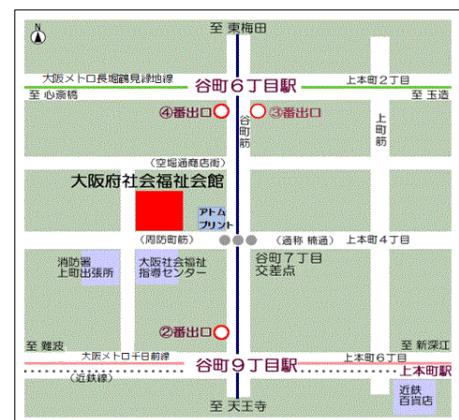 N
至 東梅田
大阪メトロ長堀鶴見緑地線
谷町6丁目駅
上本町2丁目
至 心斎橋
至 玉造
④番出口
③番出口
谷町筋
上町筋
(空堀通商店街)
大阪府社会福祉会館
アトム
プリント
(周防町筋)
(通称 楠通)
上本町4丁目
消防署
上町出張所
大阪社会福祉
指導センター
谷町7丁目
交差点
②番出口
至 難波
至 新深江
大阪メトロ千日前線
谷町9丁目駅
上本町6丁目
(近鉄線)
上本町駅
近鉄
百貨店
至 天王寺